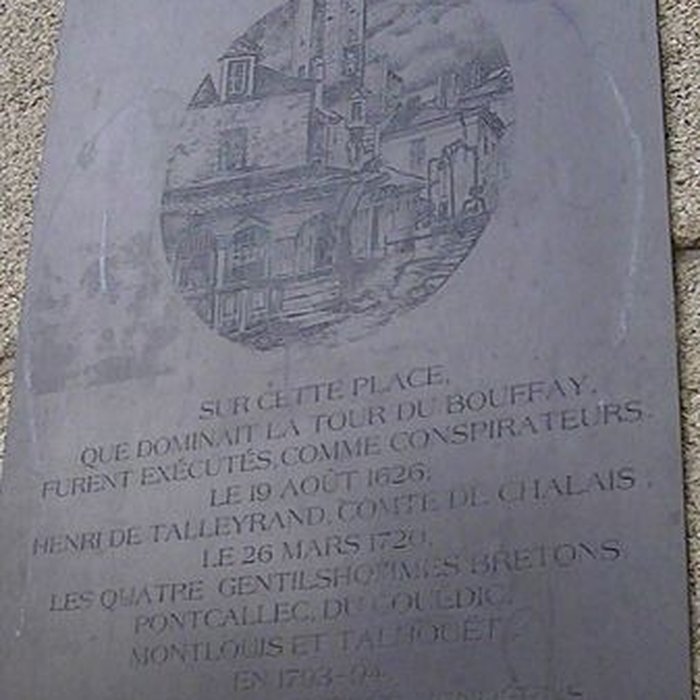 SUR CETTE PLACE,
QUE DOMINAIT LA TOUR DU BOUFFAY,
FURENT EXÉCUTÉS, COMME CONSPIRATEURS.
LE 19 AOÛT 1626,
HENRI DE TALLEYRAND, COMTE DE CHALAIS.
LE 26 MARS 1720,
LES QUATRE GENTILSHOMMES BRETONS
PONTCALLEC, DU COUËDIC,
MONTLOUIS ET TALHOUËT.
EN 1793-94,